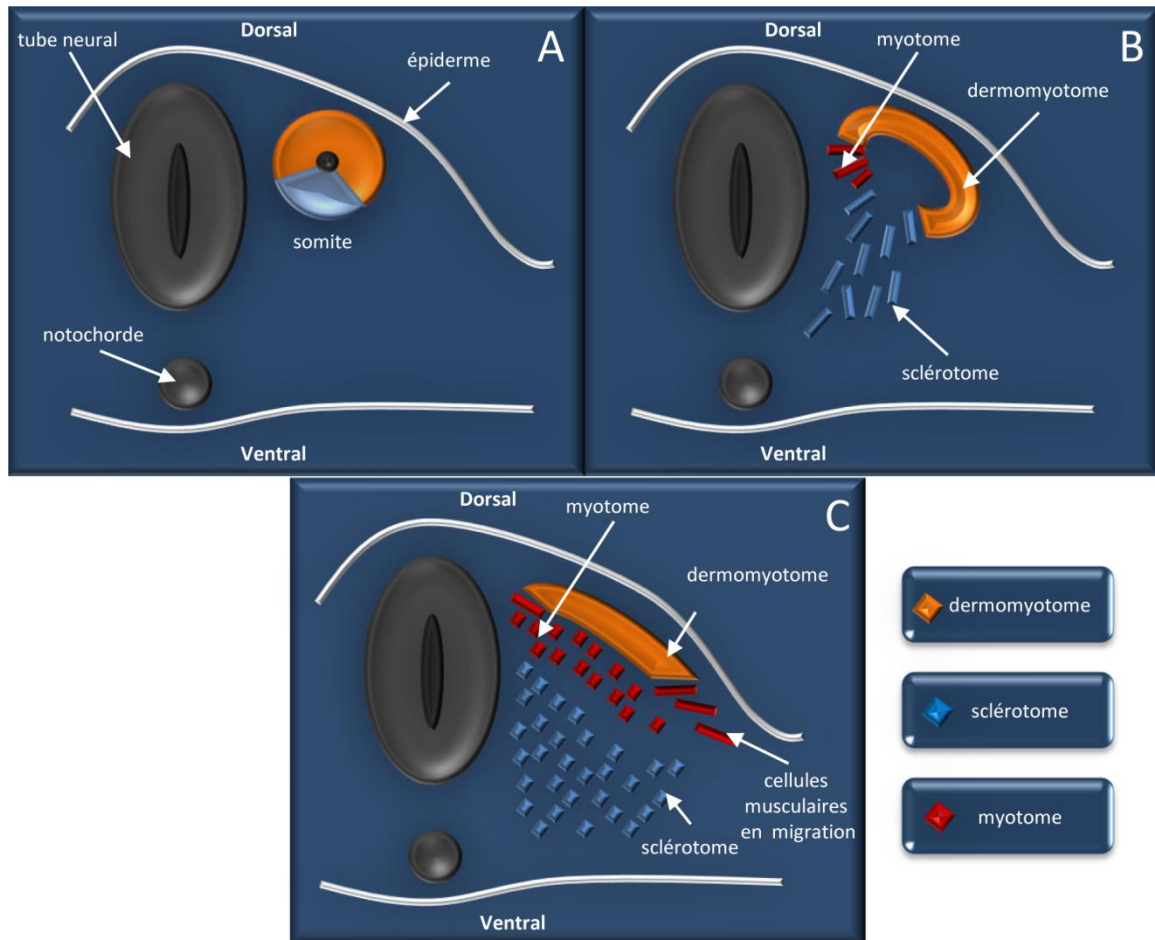 Dorsal
A
tube neural
épiderme
somite
notochorde
Ventral
Dorsal
B
myotome
dermomyotome
sclérotome
Ventral
Dorsal
C
myotome
dermomyotome
cellules
musculaires
en migration
sclérotome
Ventral
dermomyotome
sclérotome
myotome